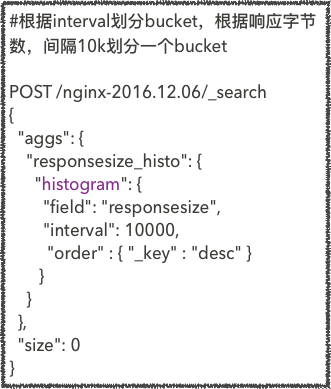 #根据interval划分bucket，根据响应字节
数，间隔10k划分一个bucket
POST /nginx-2016.12.06/_search
{
"aggs": {
"responsesize_histo": {
"histogram": {
"field": "responsesize",
"interval": 10000,
"order" : { "_key" : "desc" }
}
}
},
"size": 0
}